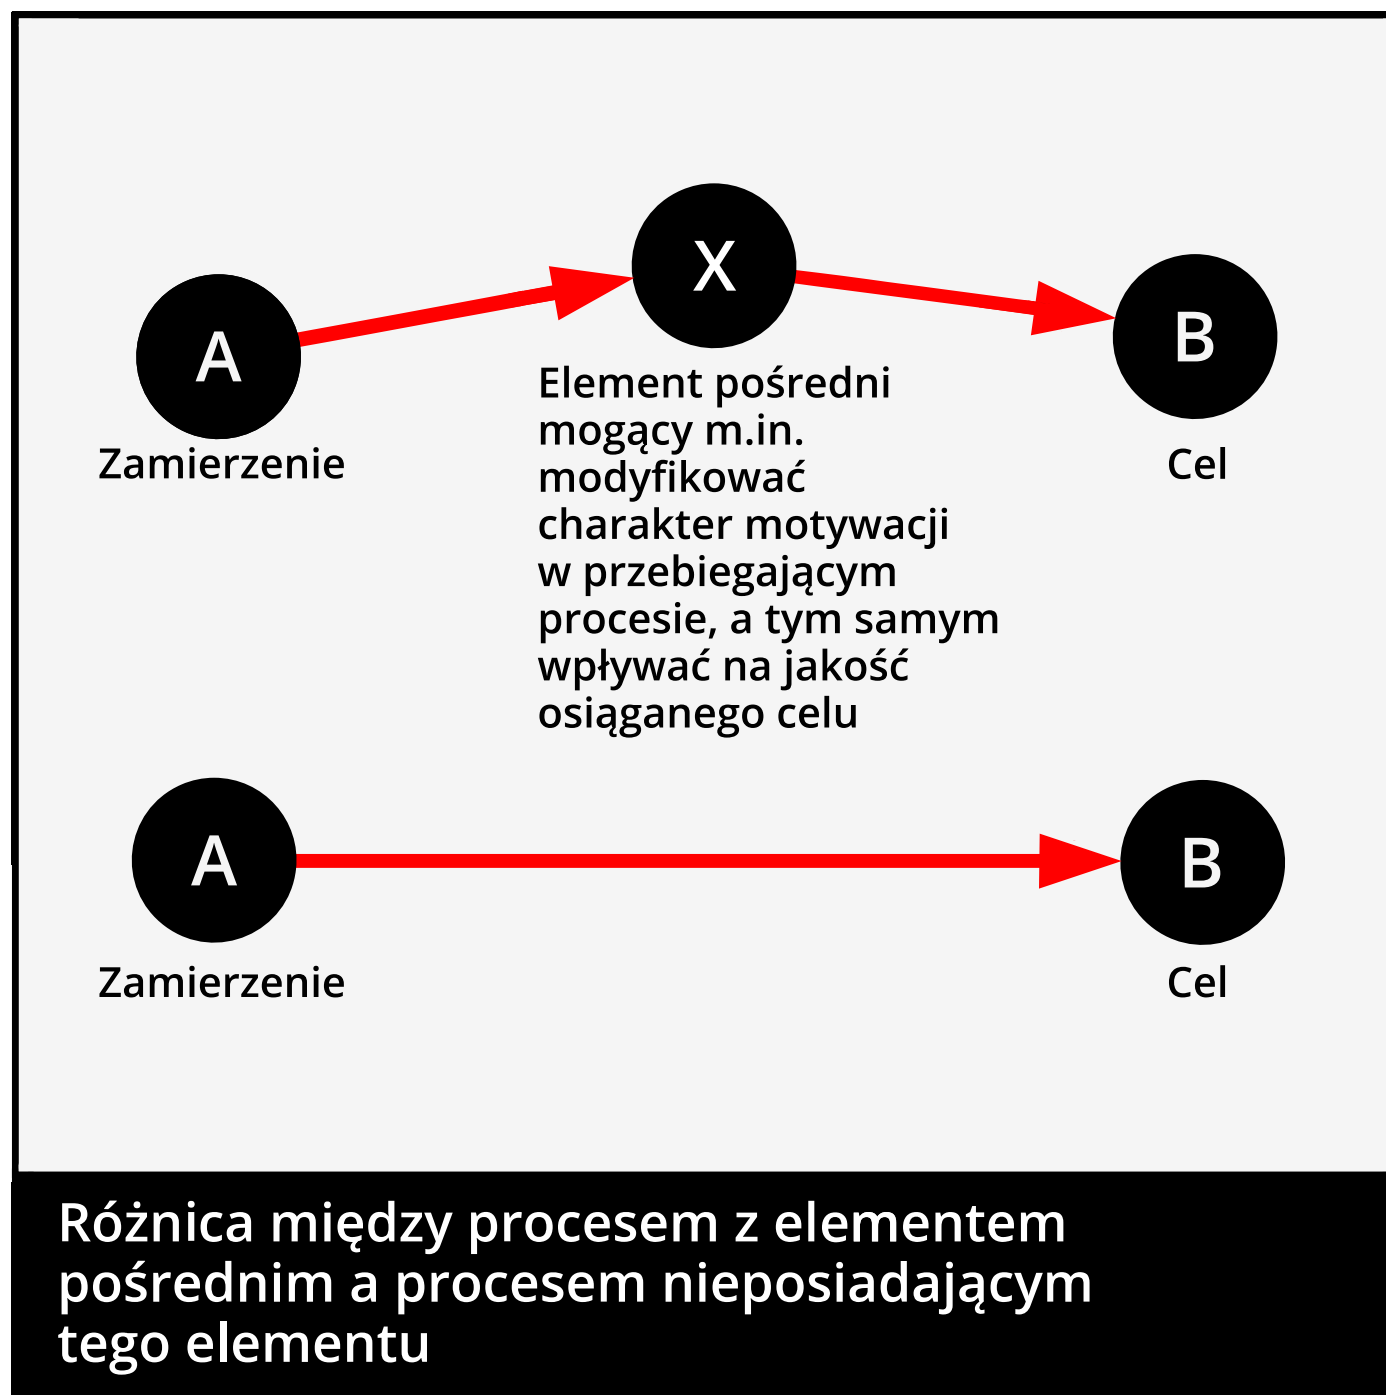 A
X
B
Zamierzenie
Element pośredni
mogący m.in.
modyfikować
charakter motywacji
w przebiegającym
procesie, a tym samym
wpływać na jakość
osiąganego celu
Cel
A
B
Zamierzenie
Cel
Różnica między procesem z elementem
pośrednim a procesem nieposiadającym
tego elementu